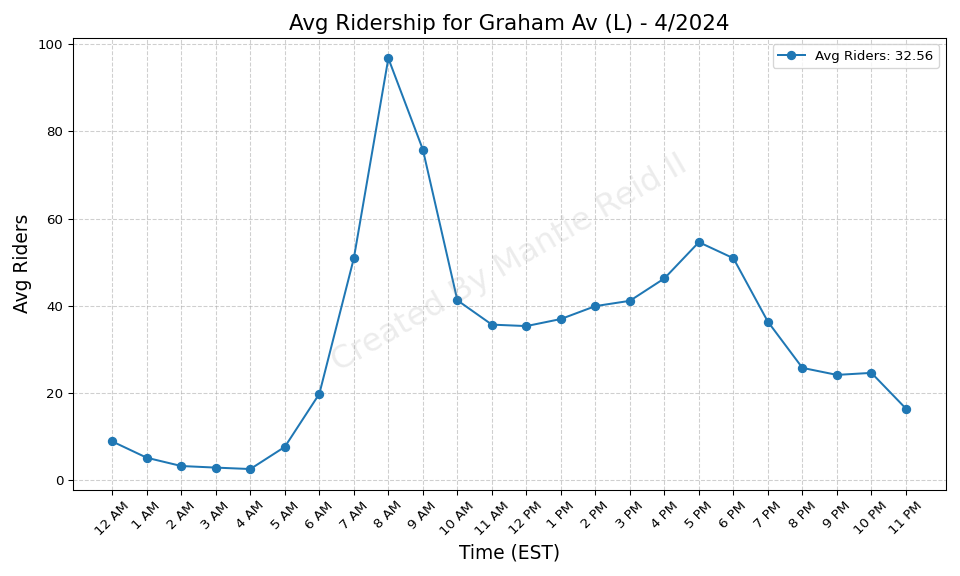 Avg Ridership for Graham Av (L) - 4/2024
Avg Riders: 32.56
100
80
60
40
20
0
Avg Riders
Created By Mantle Reid II
12 AM
1 AM
2 AM
3 AM
4 AM
5 AM
6 AM
7 AM
8 AM
9 AM
10 AM
11 AM
12 PM
1 PM
2 PM
3 PM
4 PM
5 PM
6 PM
7 PM
8 PM
9 PM
10 PM
11 PM
Time (EST)